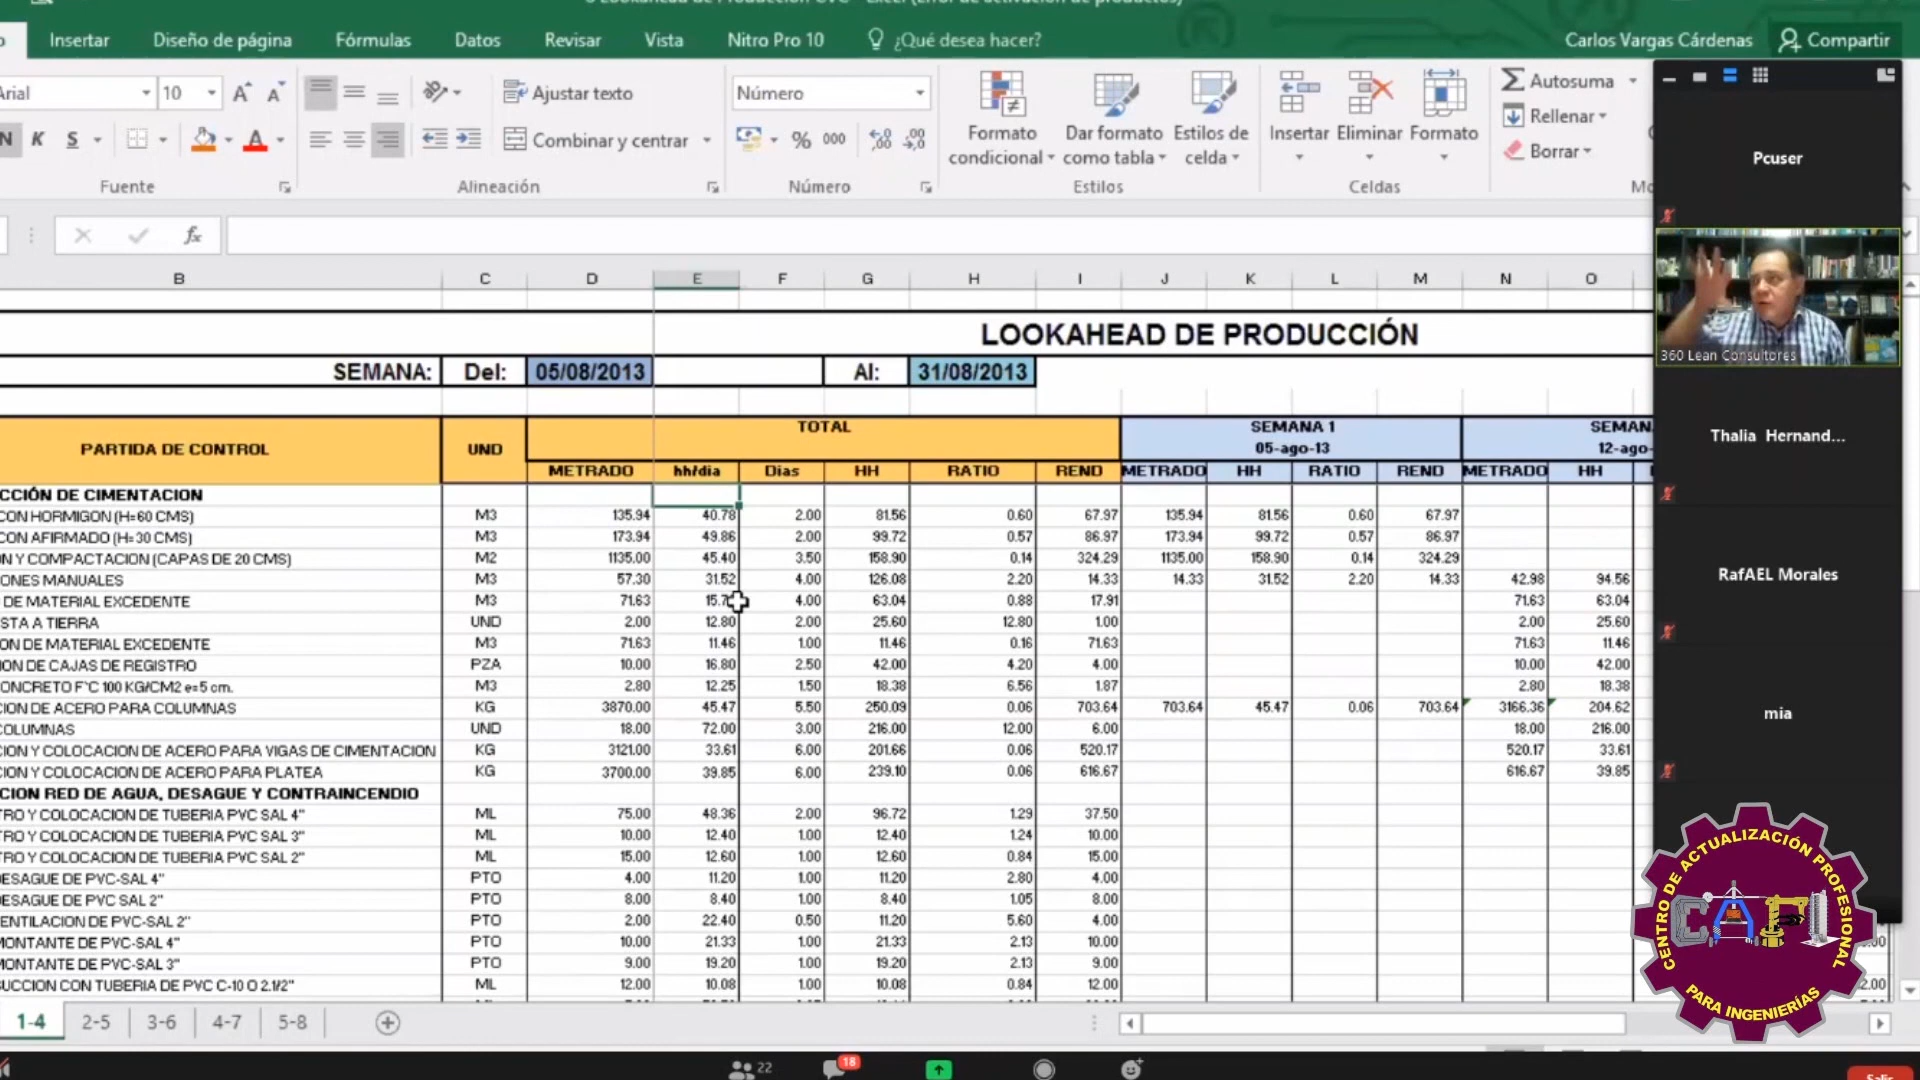 Insertar Diseño de página Fórmulas Datos Revisar Vista Nitro Pro 10 ¿Qué desea hacer? Carlos Vargas Cárdenas Compartir
Arial 10 Ajustar texto Número
N K S Combinar y centrar % 000
Formato condicional
Dar formato como tabla
Estilos de celda
Insertar Eliminar Formato
Autosuma
Rellenar
Borrar
Fuente Alineación Número Estilos Celdas
fx
B C D E F G H I J K L M N O
LOOKAHEAD DE PRODUCCIÓN
SEMANA: Del: 05/08/2013 Al: 31/08/2013
PARTIDA DE CONTROL UND TOTAL SEMANA 1
05-ago-13 12-ago-
METRADO hh/dia Dias HH RATIO REND METRADO HH RATIO REND METRADO HH
CCIÓN DE CIMENTACION
CON HORMIGON (H=60 CMS) M3 135.94 40.78 2.00 81.56 0.60 67.97 135.94 81.56 0.60 67.97
CON AFIRMADO (H=30 CMS) M3 173.94 49.86 2.00 99.72 0.57 86.97 173.94 99.72 0.57 86.97
N Y COMPACTACION (CAPAS DE 20 CMS) M2 1135.00 45.40 3.50 158.90 0.14 324.29 1135.00 158.90 0.14 324.29
ONES MANUALES M3 57.30 31.52 4.00 126.08 2.20 14.33 14.33 31.52 2.20 14.33 42.98 94.56
DE MATERIAL EXCEDENTE M3 71.63 15.7 4.00 63.04 0.88 17.91 71.63 63.04
STA A TIERRA UND 2.00 12.80 2.00 25.60 12.80 1.00 2.00 25.60
ON DE MATERIAL EXCEDENTE M3 71.63 11.46 1.00 11.46 0.16 71.63 71.63 11.46
ION DE CAJAS DE REGISTRO PZA 10.00 16.80 2.50 42.00 4.20 4.00 10.00 42.00
ONCRETO F'C 100 KG/CM2 e=5 cm. M3 2.80 12.25 1.50 18.38 6.56 1.87 2.80 18.38
ION DE ACERO PARA COLUMNAS KG 3870.00 45.47 5.50 250.09 0.06 703.64 703.64 45.47 0.06 703.64 3166.36 204.62
COLUMNAS UND 18.00 72.00 3.00 216.00 12.00 6.00 18.00 216.00
ION Y COLOCACION DE ACERO PARA VIGAS DE CIMENTACION KG 3121.00 33.61 6.00 201.66 0.06 520.17 520.17 33.61
ION Y COLOCACION DE ACERO PARA PLATEA KG 3700.00 39.85 6.00 239.10 0.06 616.67 616.67 39.85
CION RED DE AGUA, DESAGUE Y CONTRAINCENDIO
TRO Y COLOCACION DE TUBERIA PVC SAL 4" ML 75.00 48.36 2.00 96.72 1.29 37.50
TRO Y COLOCACION DE TUBERIA PVC SAL 3" ML 10.00 12.40 1.00 12.40 1.24 10.00
TRO Y COLOCACION DE TUBERIA PVC SAL 2" ML 15.00 12.60 1.00 12.60 0.84 15.00
ESAGUE DE PVC-SAL 4" PTO 4.00 11.20 1.00 11.20 2.80 4.00
ESAGUE DE PVC SAL 2" PTO 8.00 8.40 1.00 8.40 1.05 8.00
ENTILACION DE PVC-SAL 2" PTO 2.00 22.40 0.50 11.20 5.60 4.00
MONTANTE DE PVC-SAL 4" PTO 10.00 21.33 1.00 21.33 2.13 10.00
MONTANTE DE PVC-SAL 3" PTO 9.00 19.20 1.00 19.20 2.13 9.00
SUCCION CON TUBERIA DE PVC C-10 O 2.1/2" ML 12.00 10.08 1.00 10.08 0.84 12.00
1-4 2-5 3-6 4-7 5-8
22 18
Pcuser
360 Lean Consultores
Thalia Hernand...
RafAEL Morales
mia
CENTRO DE ACTUALIZACIÓN PROFESIONAL
CAPI
PARA INGENIERÍAS